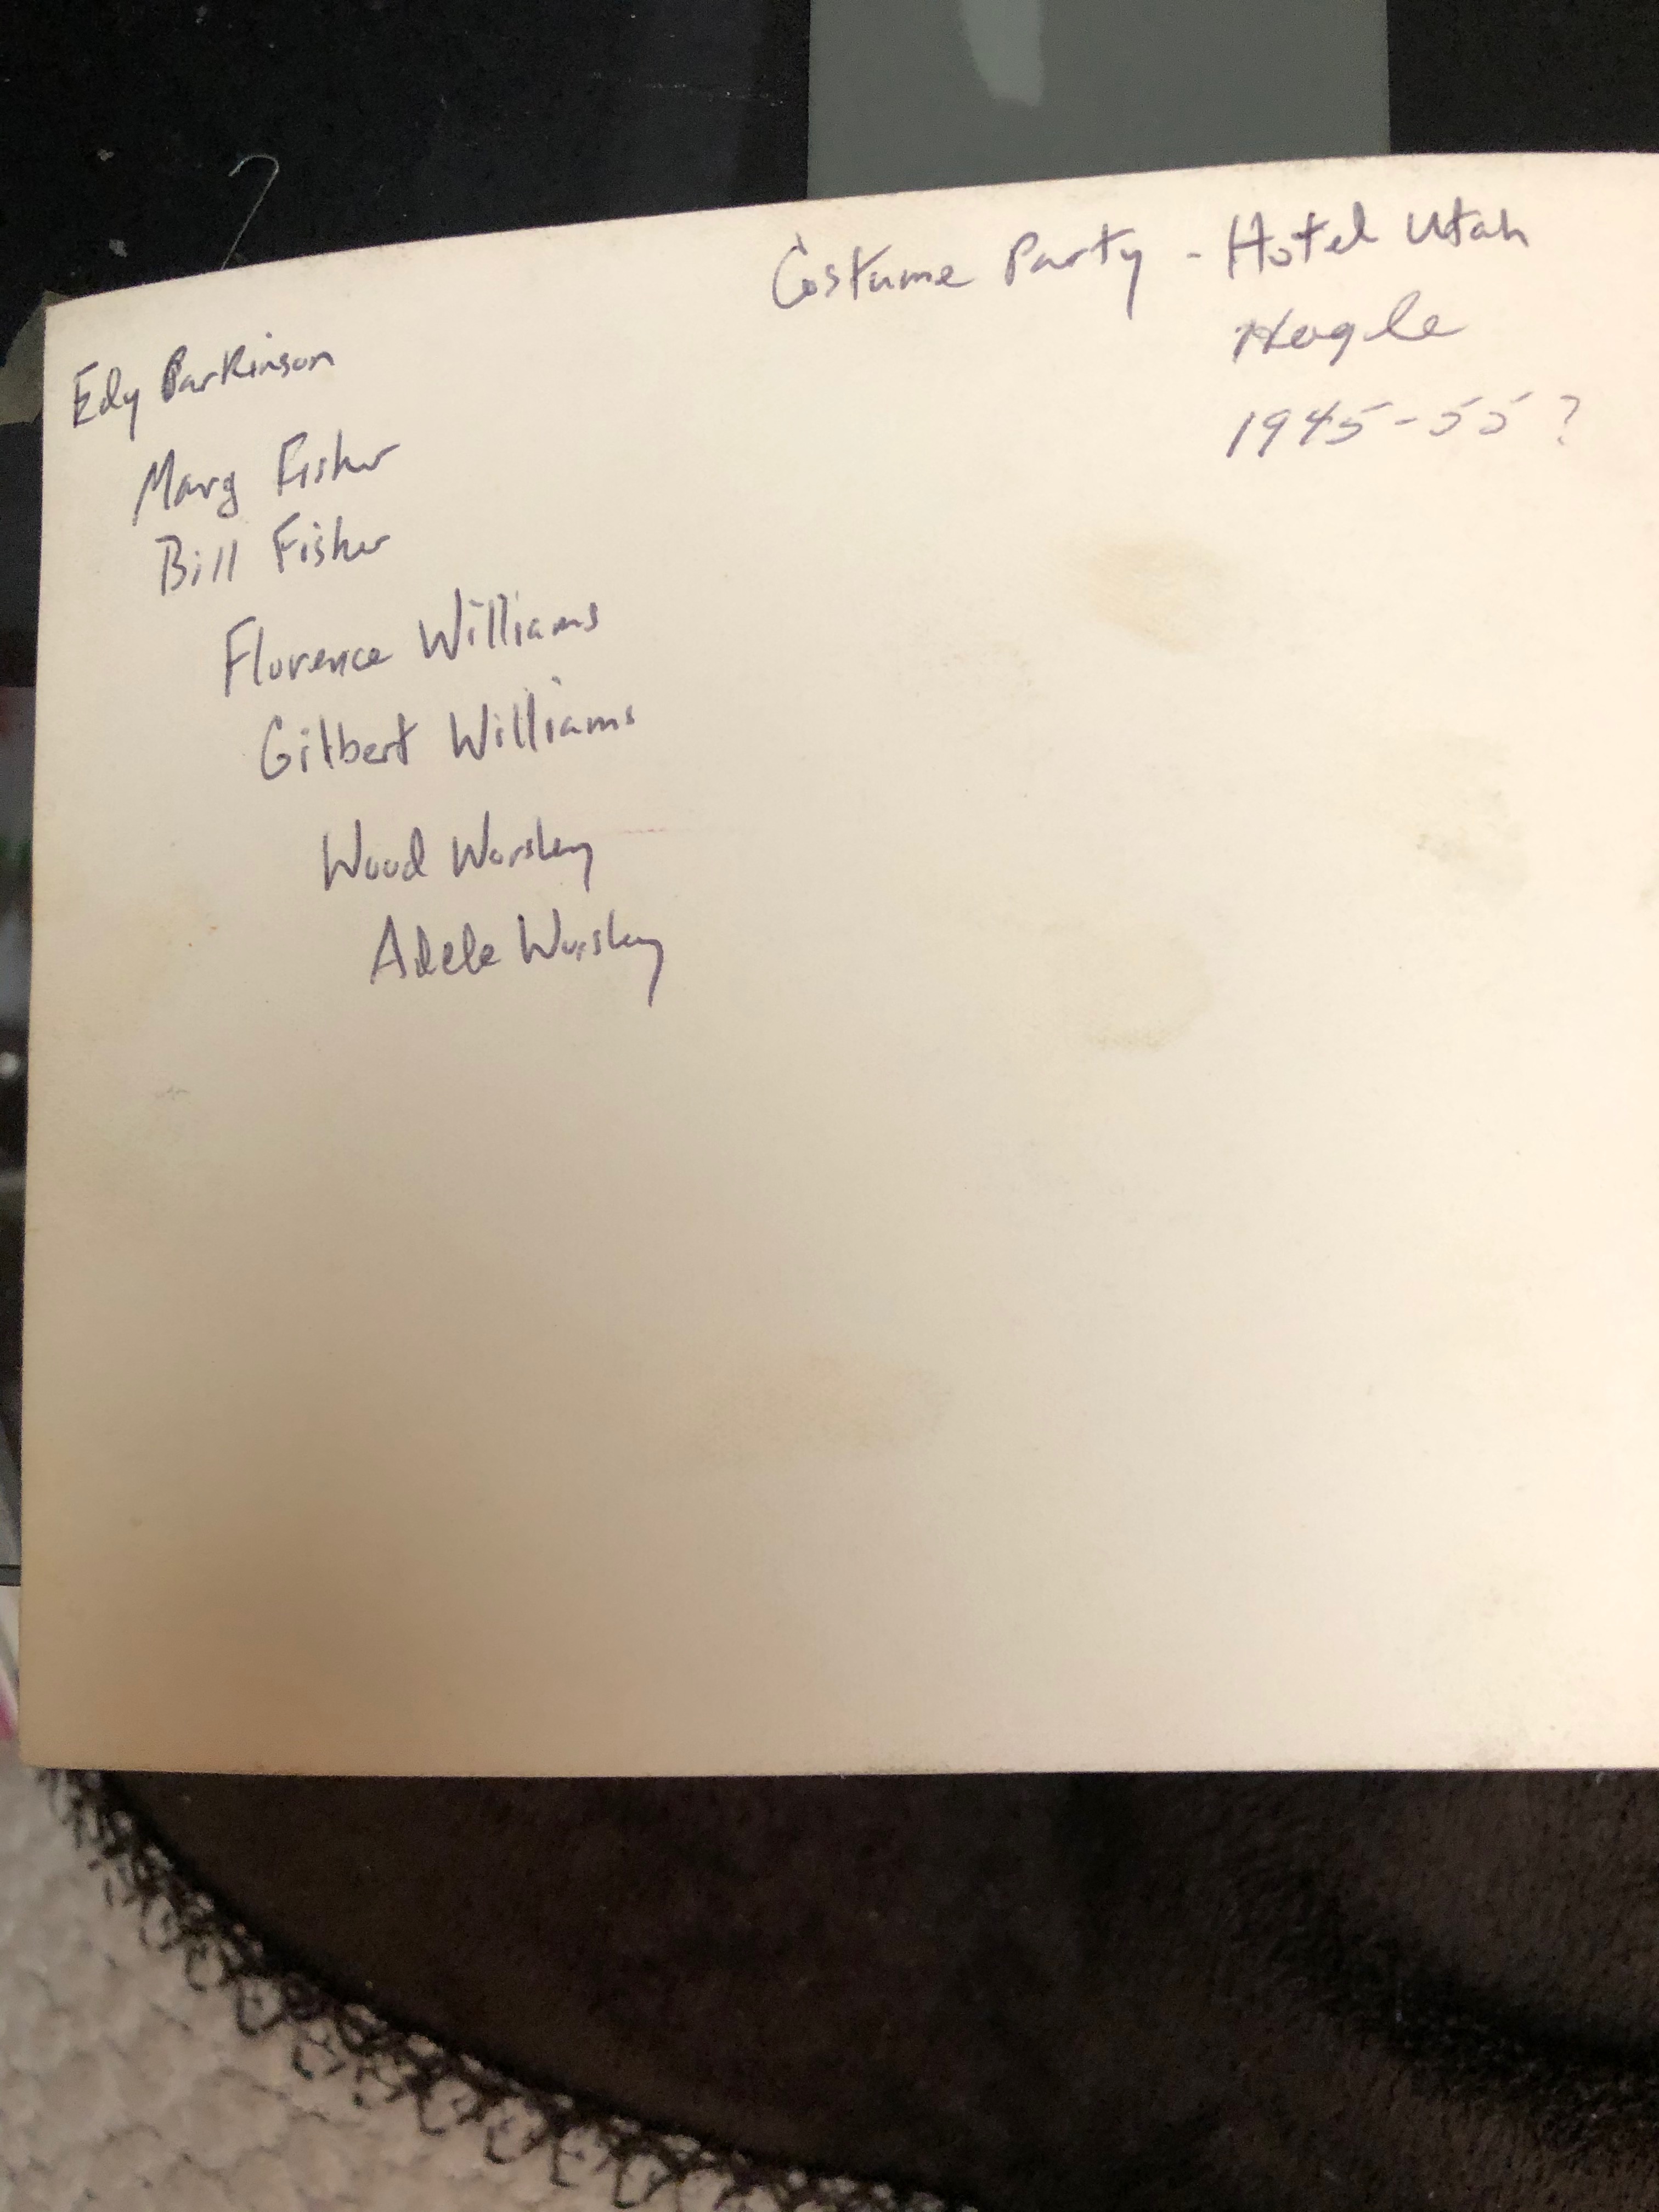 Costume Party - Hotel Utah
Hogle
1945-55?
Edy Parkinson
Marg Fisher
Bill Fisher
Florence Williams
Gilbert Williams
Wood Worsley
Adele Worsley